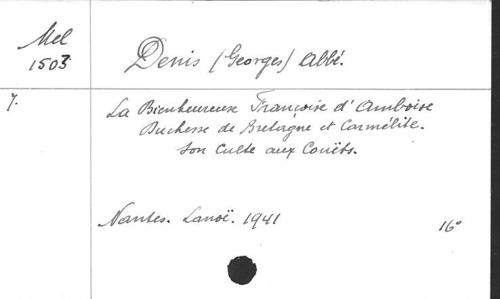 Mel
1503
Denis (Georges) Abbé.
7.
La Bienheureuse Françoise d'Amboise
Duchesse de Bretagne et Carmélite.
Son Culte aux Couëts.
Nantes. Lanoë. 1941
16°